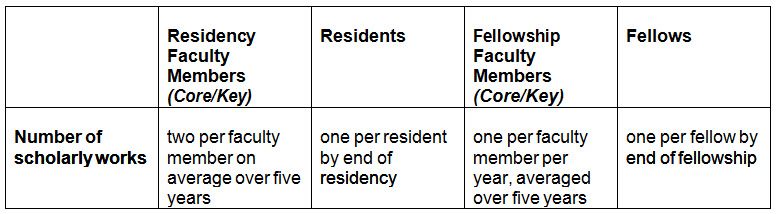 Residency Faculty Members (Core/Key)
Residents
Fellowship Faculty Members (Core/Key)
Fellows
Number of scholarly works
two per faculty member on average over five years
one per resident by end of residency
one per faculty member per year, averaged over five years
one per fellow by end of fellowship